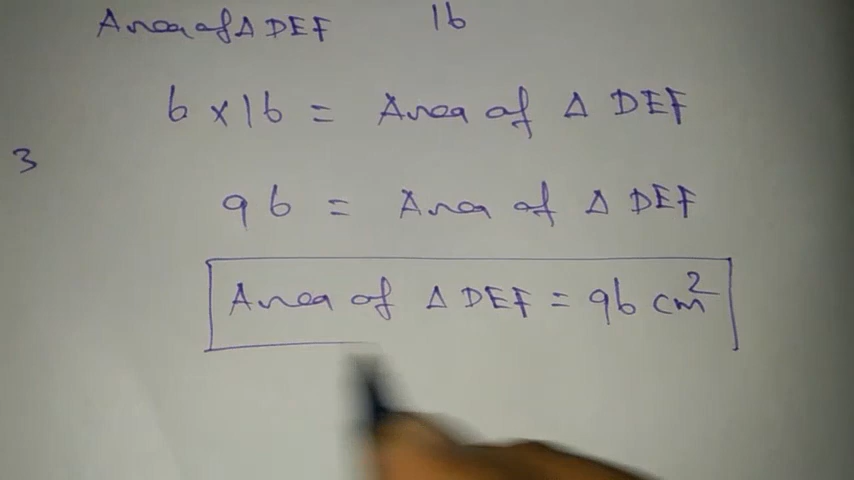 Area of Δ DEF 16
6 × 16 = Area of Δ DEF
3
96 = Area of Δ DEF
Area of Δ DEF = 96 cm²